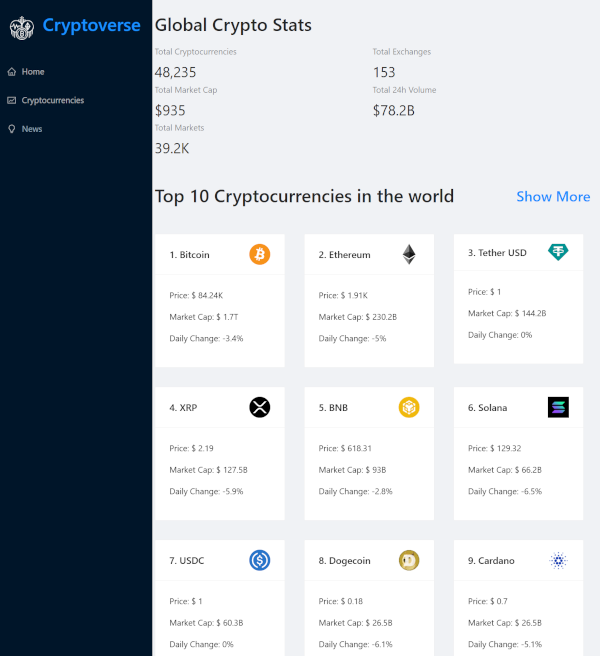 Cryptoverse
Home
Cryptocurrencies
News
Global Crypto Stats
Total Cryptocurrencies
48,235
Total Exchanges
153
Total Market Cap
$935
Total 24h Volume
$78.2B
Total Markets
39.2K
Top 10 Cryptocurrencies in the world
Show More
1. Bitcoin
Price: $ 84.24K
Market Cap: $ 1.7T
Daily Change: -3.4%
2. Ethereum
Price: $ 1.91K
Market Cap: $ 230.2B
Daily Change: -5%
3. Tether USD
Price: $ 1
Market Cap: $ 144.2B
Daily Change: 0%
4. XRP
Price: $ 2.19
Market Cap: $ 127.5B
Daily Change: -5.9%
5. BNB
Price: $ 618.31
Market Cap: $ 93B
Daily Change: -2.8%
6. Solana
Price: $ 129.32
Market Cap: $ 66.2B
Daily Change: -6.5%
7. USDC
Price: $ 1
Market Cap: $ 60.3B
Daily Change: 0%
8. Dogecoin
Price: $ 0.18
Market Cap: $ 26.5B
Daily Change: -6.1%
9. Cardano
Price: $ 0.7
Market Cap: $ 26.5B
Daily Change: -5.1%